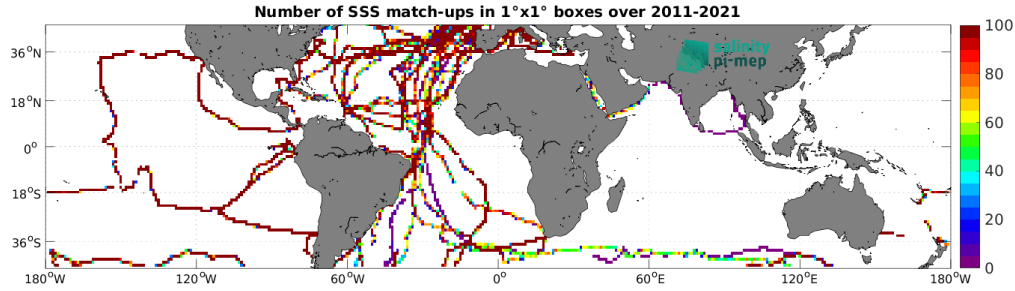 Number of SSS match-ups in 1°x1° boxes over 2011-2021
salinity
pi-mep
36°N
18°N
0°
18°S
36°S
180°W
120°W
60°W
0°
60°E
120°E
180°W
100
80
60
40
20
0